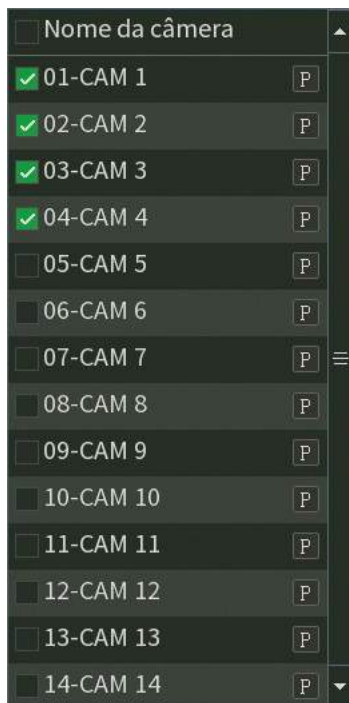 Nome da câmera
01-CAM 1 P
02-CAM 2 P
03-CAM 3 P
04-CAM 4 P
05-CAM 5 P
06-CAM 6 P
07-CAM 7 P
08-CAM 8 P
09-CAM 9 P
10-CAM 10 P
11-CAM 11 P
12-CAM 12 P
13-CAM 13 P
14-CAM 14 P